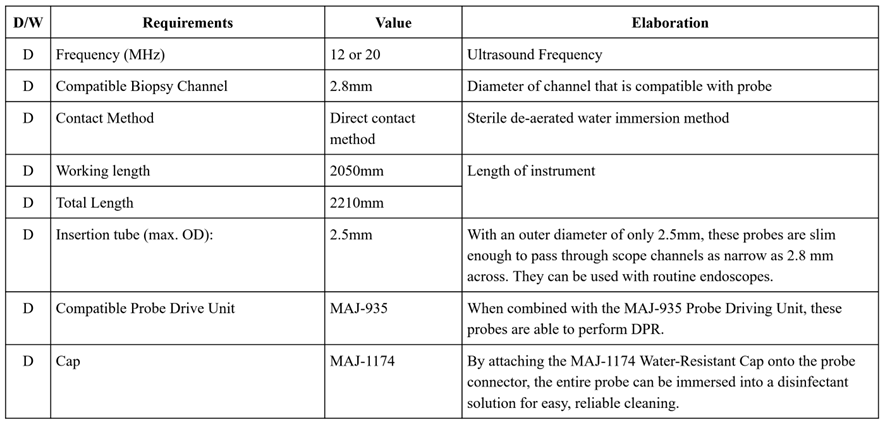 D/W Requirements Value Elaboration
D Frequency (MHz) 12 or 20 Ultrasound Frequency
D Compatible Biopsy Channel 2.8mm Diameter of channel that is compatible with probe
D Contact Method Direct contact Sterile de-aerated water immersion method
method
D Working length 2050mm Length of instrument
D Total Length 2210mm
D Insertion tube (max. OD): 2.5mm With an outer diameter of only 2.5mm, these probes are slim
enough to pass through scope channels as narrow as 2.8 mm
across. They can be used with routine endoscopes.
D Compatible Probe Drive Unit MAJ-935 When combined with the MAJ-935 Probe Driving Unit, these
probes are able to perform DPR.
D Cap MAJ-1174 By attaching the MAJ-1174 Water-Resistant Cap onto the probe
connector, the entire probe can be immersed into a disinfectant
solution for easy, reliable cleaning.